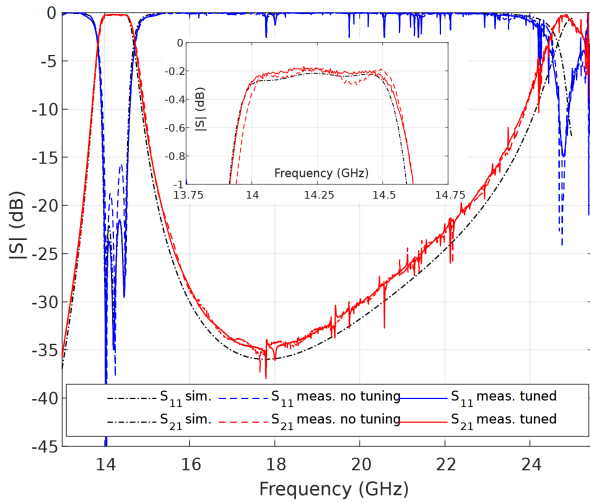 0
-5
-10
-15
-20
-25
-30
-35
-40
-45
|S| (dB)
14
16
18
20
22
24
Frequency (GHz)
0
-0.2
-0.4
-0.6
-0.8
-1
|S| (dB)
13.75
14
14.25
14.5
14.75
Frequency (GHz)
S11 sim.
S11 meas. no tuning
S11 meas. tuned
S21 sim.
S21 meas. no tuning
S21 meas. tuned